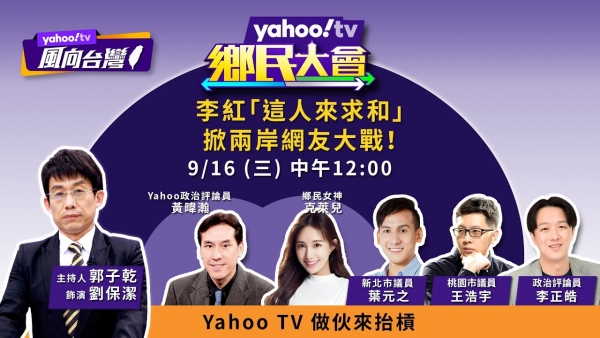 yahoo!tv
風向台灣
yahoo!tv
鄉民大會
李紅「這人來求和」
掀兩岸網友大戰!
9/16 (三) 中午12:00
Yahoo政治評論員
黃暐瀚
鄉民女神
克萊兒
新北市議員
葉元之
桃園市議員
王浩宇
政治評論員
李正皓
主持人 郭子乾
飾演 劉保潔
Yahoo TV 做伙來抬槓